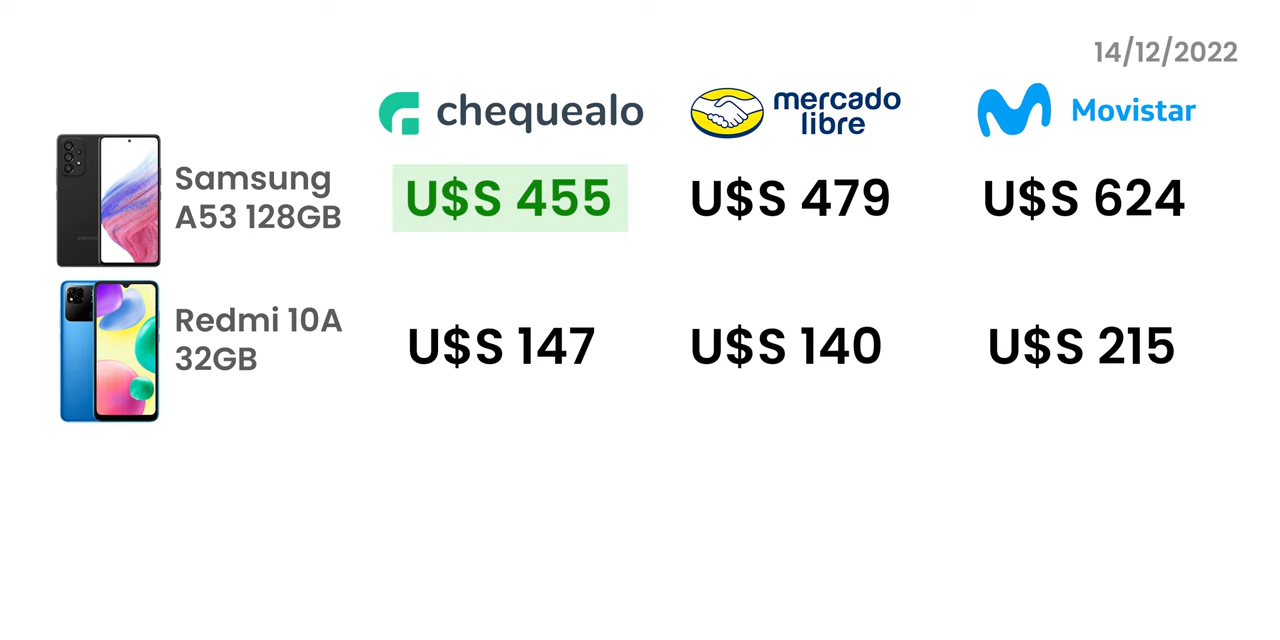 14/12/2022
chequealo
mercado
libre
Movistar
Samsung
A53 128GB
U$S 455
U$S 479
U$S 624
Redmi 10A
32GB
U$S 147
U$S 140
U$S 215